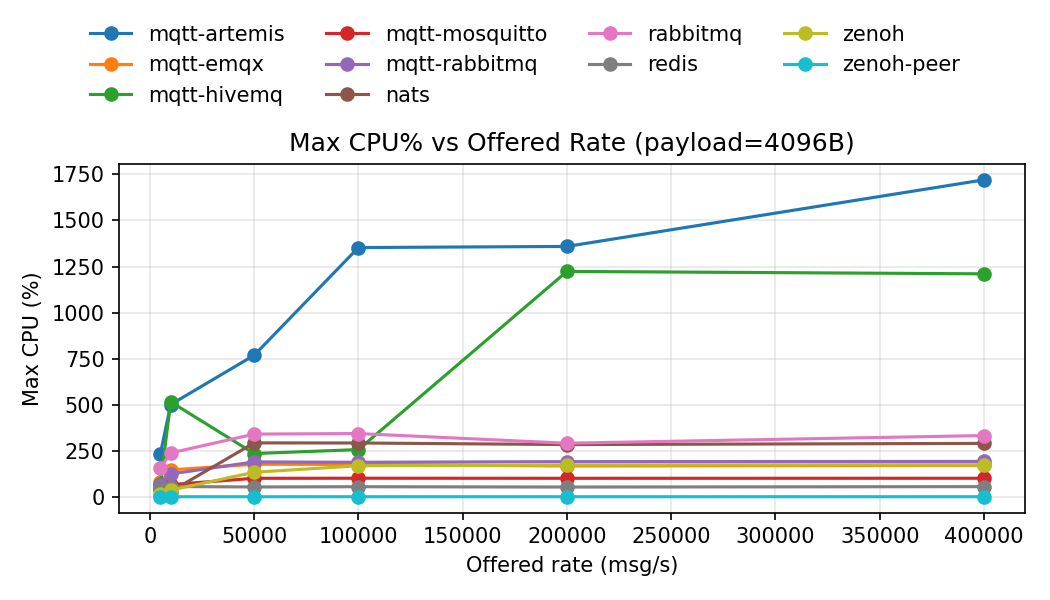 mqtt-artemis mqtt-mosquitto rabbitmq zenoh
mqtt-emqx mqtt-rabbitmq redis zenoh-peer
mqtt-hivemq nats
Max CPU% vs Offered Rate (payload=4096B)
1750
1500
1250
1000
750
500
250
0
Max CPU (%)
0 50000 100000 150000 200000 250000 300000 350000 400000
Offered rate (msg/s)